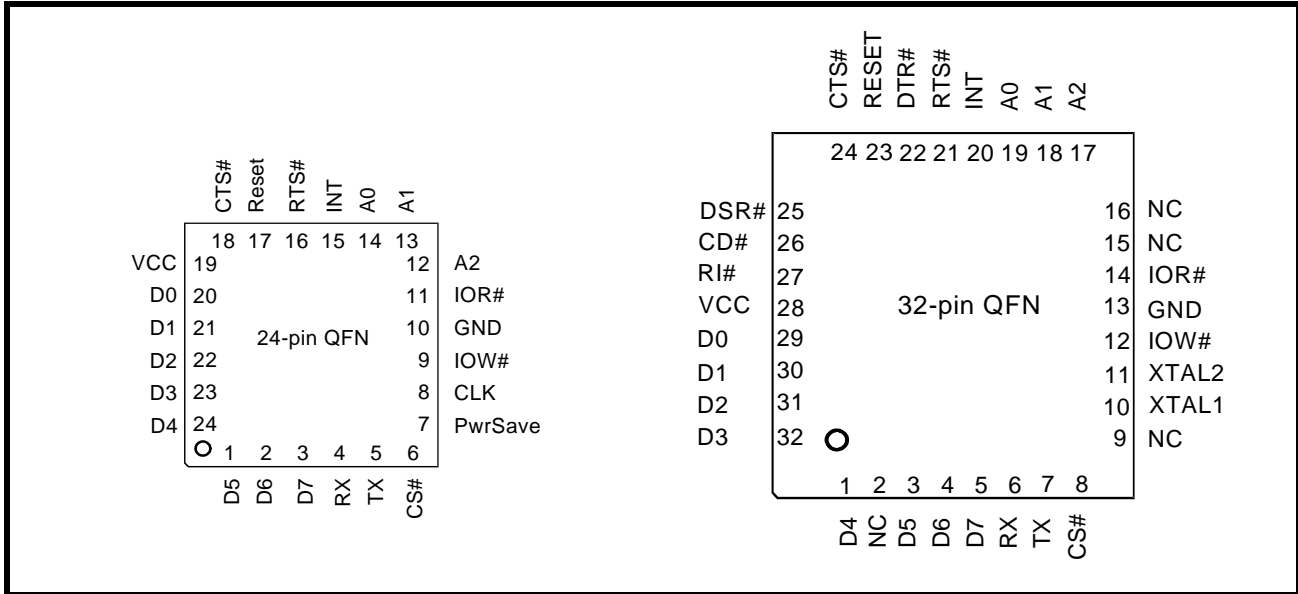 CTS# Reset RTS# INT A0 A1
18 17 16 15 14 13
VCC 19 12 A2
D0 20 11 IOR#
D1 21 10 GND
24-pin QFN
D2 22 9 IOW#
D3 23 8 CLK
D4 24 7 PwrSave
1 2 3 4 5 6
D5 D6 D7 RX TX CS#
CTS# RESET DTR# RTS# INT A0 A1 A2
24 23 22 21 20 19 18 17
DSR# 25 16 NC
CD# 26 15 NC
RI# 27 14 IOR#
VCC 28 32-pin QFN 13 GND
D0 29 12 IOW#
D1 30 11 XTAL2
D2 31 10 XTAL1
D3 32 9 NC
1 2 3 4 5 6 7 8
D4 NC D5 D6 D7 RX TX CS#